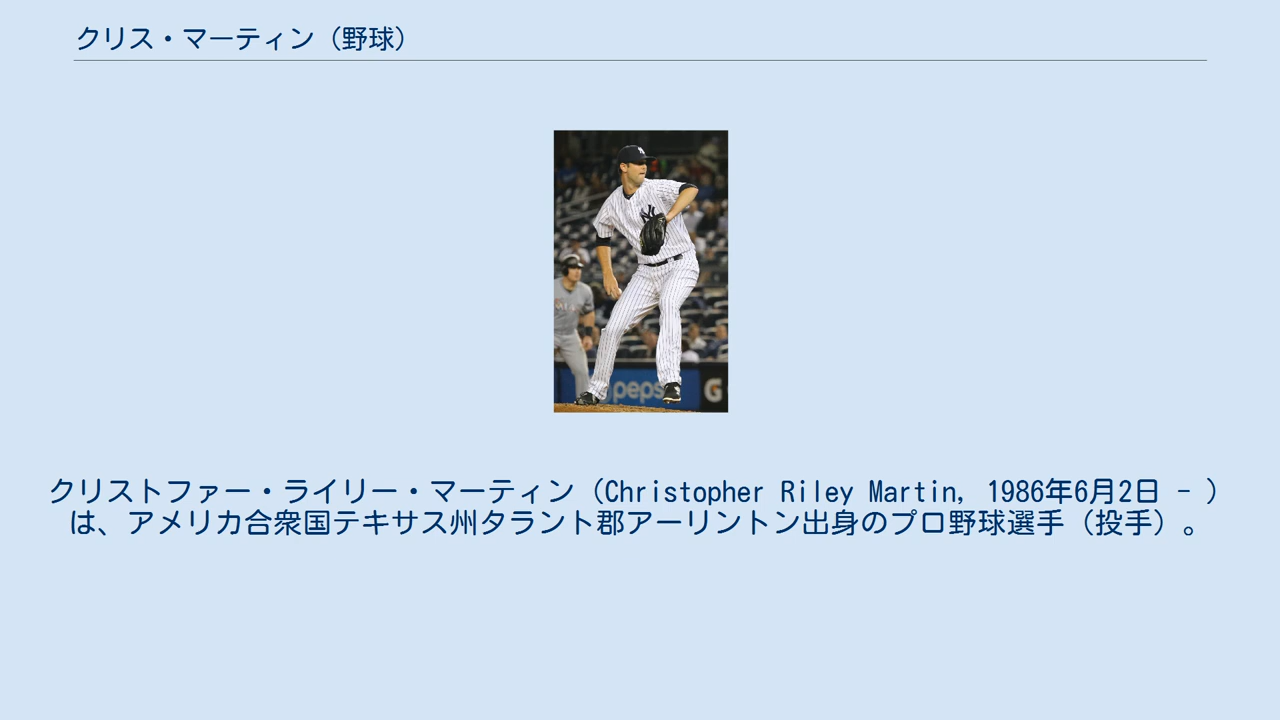 クリス・マーティン（野球）
pepsi
G
クリストファー・ライリー・マーティン（Christopher Riley Martin, 1986年6月2日 - ）
は、アメリカ合衆国テキサス州タラント郡アーリントン出身のプロ野球選手（投手）。